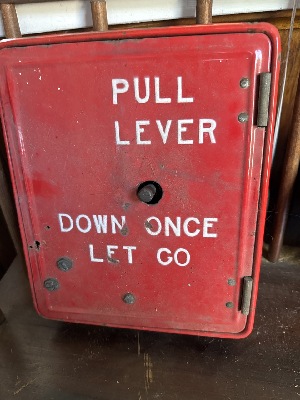 PULL
LEVER
DOWN ONCE
LET GO